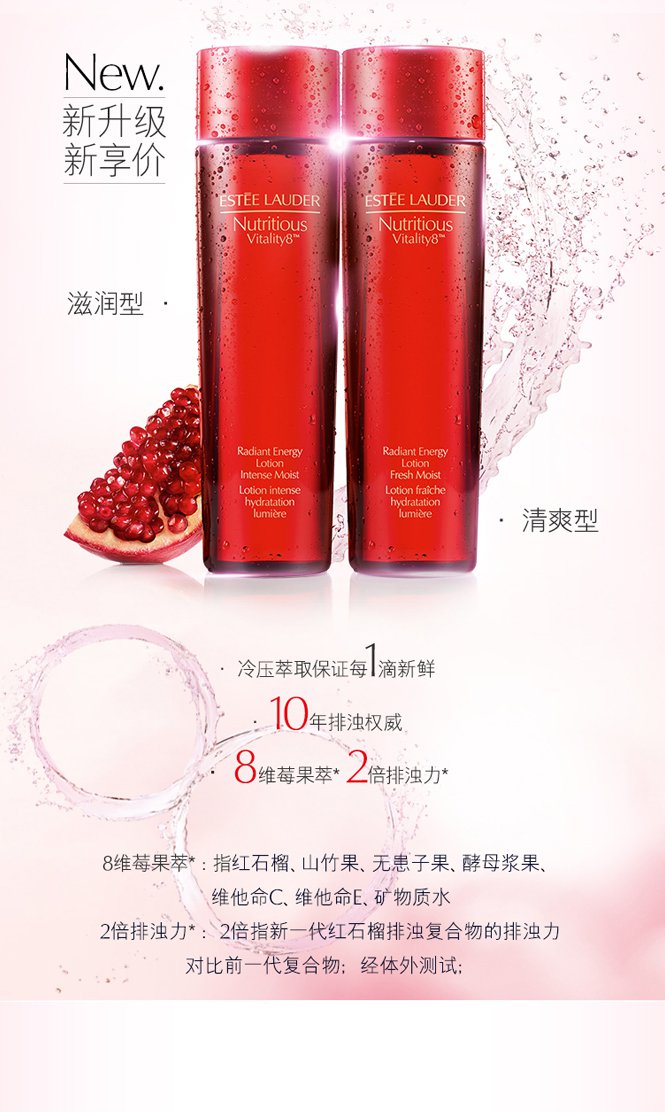 New.
新升级
新享价
ESTĒE LAUDER
Nutritious
Vitality8™
Radiant Energy
Lotion
Intense Moist
Lotion intense
hydratation
lumière
ESTĒE LAUDER
Nutritious
Vitality8™
Radiant Energy
Lotion
Fresh Moist
Lotion fraîche
hydratation
lumière
滋润型 ·
· 清爽型
· 冷压萃取保证每1滴新鲜
· 10年排浊权威
· 8维莓果萃* 2倍排浊力*
8维莓果萃* : 指红石榴、山竹果、无患子果、酵母浆果、
维他命C、维他命E、矿物质水
2倍排浊力* : 2倍指新一代红石榴排浊复合物的排浊力
对比前一代复合物; 经体外测试;